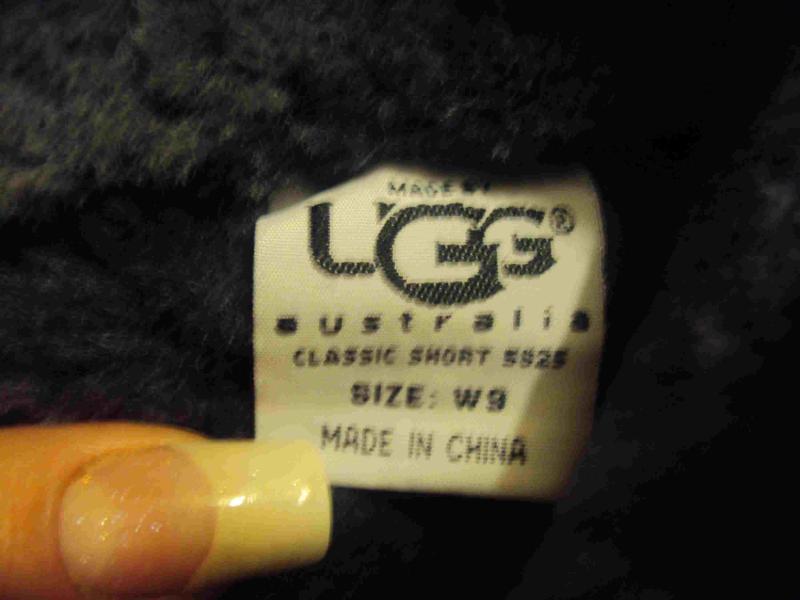 MADE BY
UGG®
australia
CLASSIC SHORT 5825
SIZE: W9
MADE IN CHINA